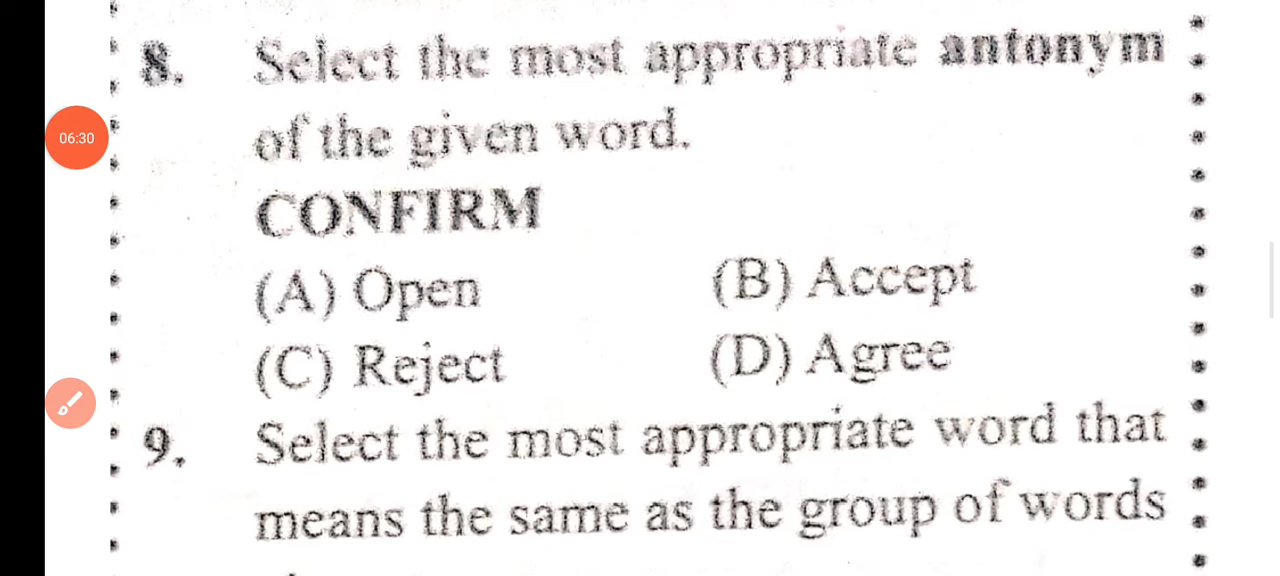 8. Select the most appropriate antonym
06:30
of the given word.
CONFIRM
(A) Open (B) Accept
(C) Reject (D) Agree
9. Select the most appropriate word that
means the same as the group of words